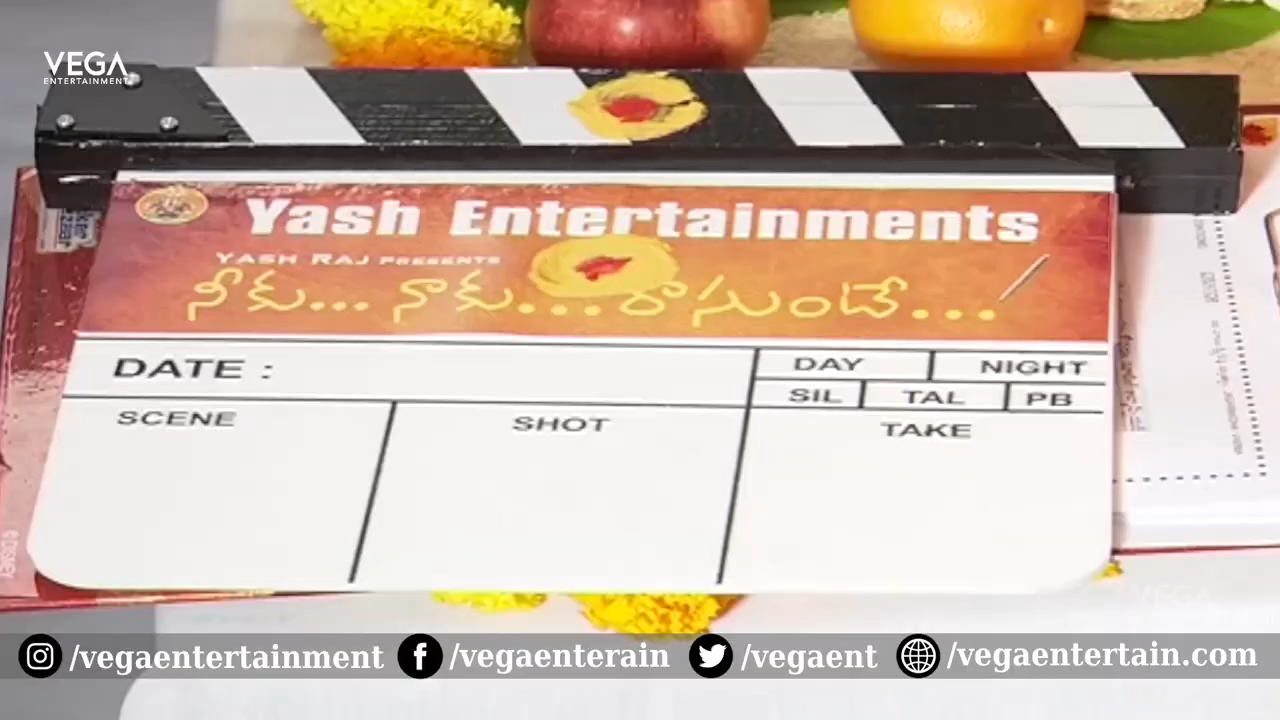 VEGA
ENTERTAINMENT
Yash Entertainments
YASH RAJ PRESENTS
నీకు... నాకు...రాసుంటే...
DATE :
DAY NIGHT
SIL TAL PB
SCENE SHOT TAKE
© DISNEY
/vegaentertainment /vegaenterain /vegaent /vegaentertain.com